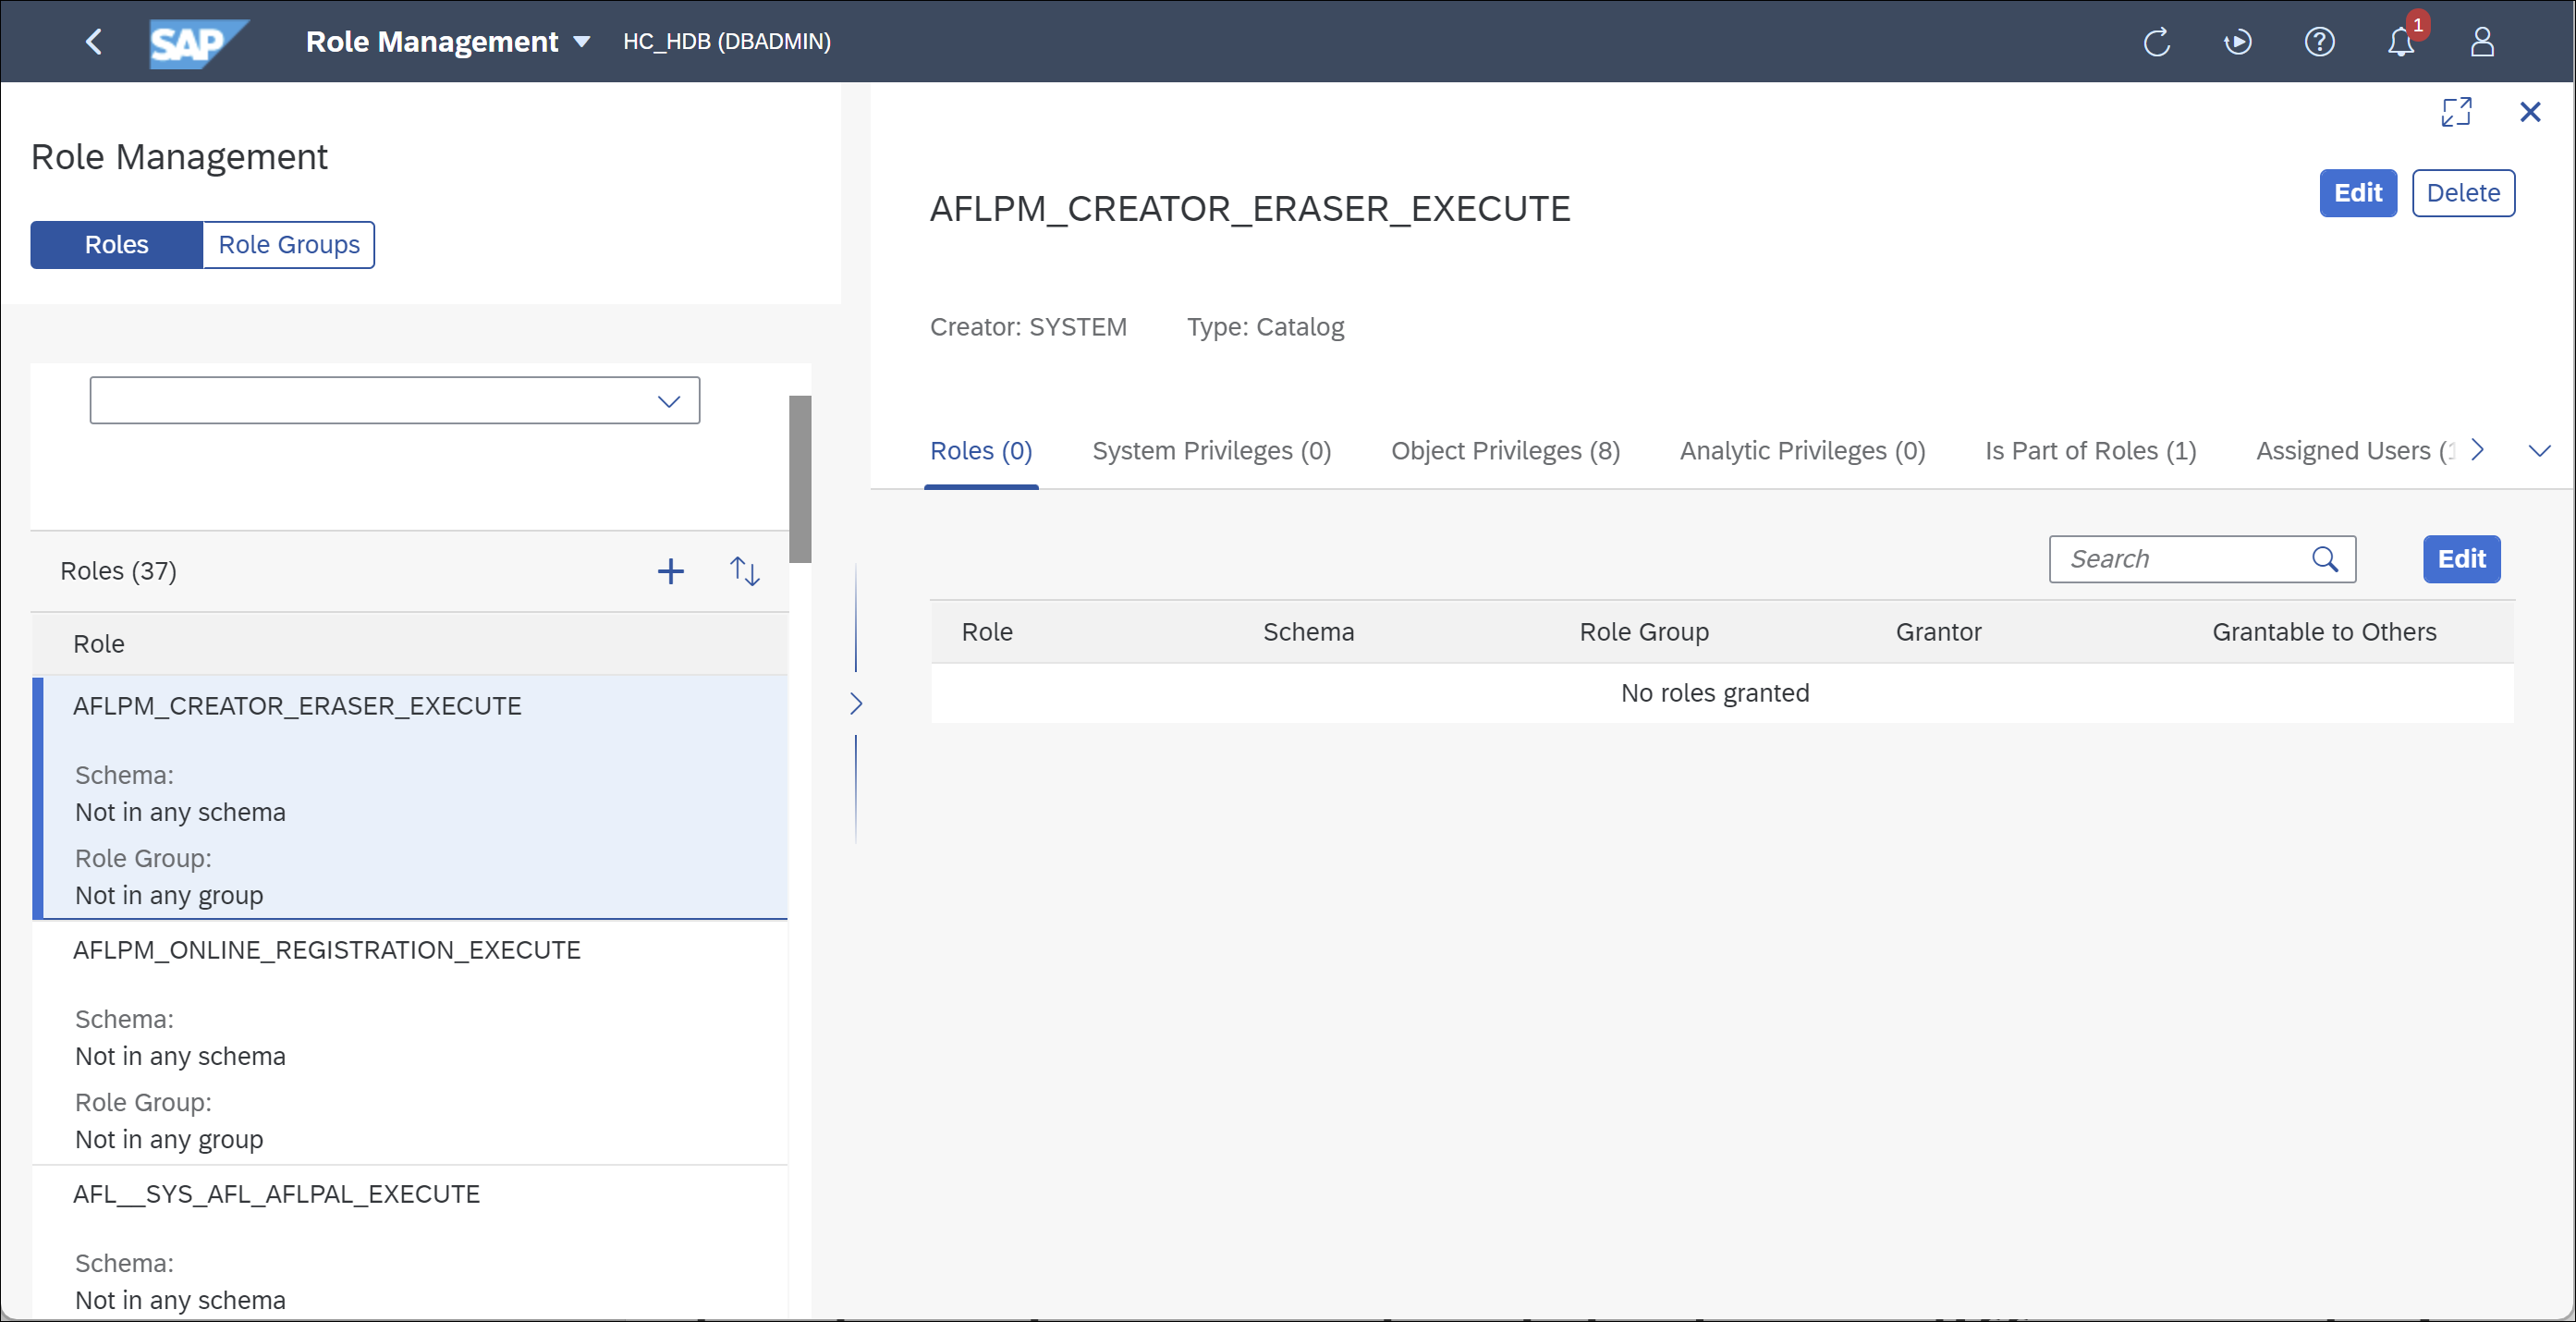 SAP Role Management HC_HDB (DBADMIN) 1
Role Management
Roles Role Groups
Roles (37)
Role
AFLPM_CREATOR_ERASER_EXECUTE
Schema:
Not in any schema
Role Group:
Not in any group
AFLPM_ONLINE_REGISTRATION_EXECUTE
Schema:
Not in any schema
Role Group:
Not in any group
AFL__SYS_AFL_AFLPAL_EXECUTE
Schema:
Not in any schema
AFLPM_CREATOR_ERASER_EXECUTE
Edit Delete
Creator: SYSTEM Type: Catalog
Roles (0) System Privileges (0) Object Privileges (8) Analytic Privileges (0) Is Part of Roles (1) Assigned Users
Search Edit
Role Schema Role Group Grantor Grantable to Others
No roles granted